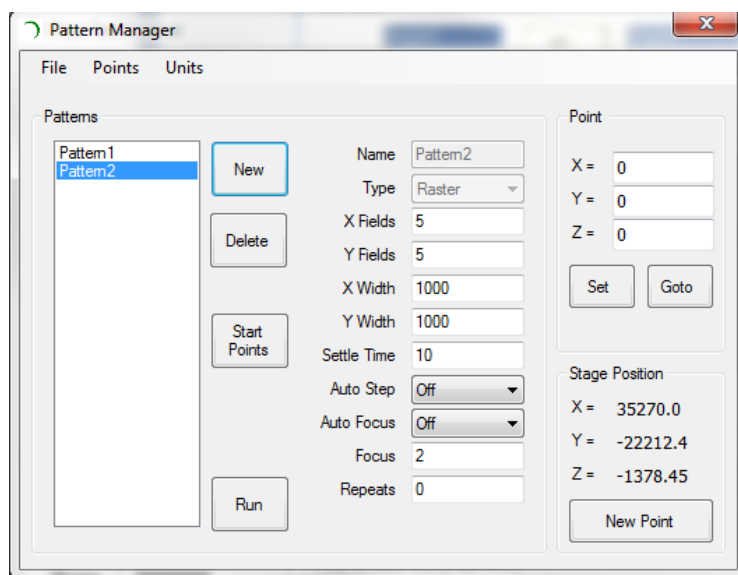 Pattern Manager
X
File Points Units
Patterns
Pattern1
Pattern2
New
Delete
Start
Points
Run
Name Pattern2
Type Raster
X Fields 5
Y Fields 5
X Width 1000
Y Width 1000
Settle Time 10
Auto Step Off
Auto Focus Off
Focus 2
Repeats 0
Point
X = 0
Y = 0
Z = 0
Set Goto
Stage Position
X = 35270.0
Y = -22212.4
Z = -1378.45
New Point